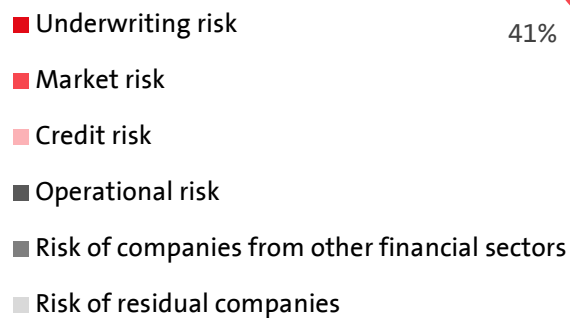 Underwriting risk
41%
Market risk
Credit risk
Operational risk
Risk of companies from other financial sectors
Risk of residual companies